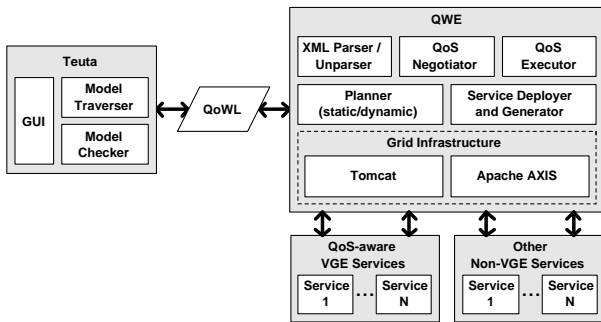 QWE
Teuta
XML Parser /
Unparser
QoS
Negotiator
QoS
Executor
GUI
Model
Traverser
Model
Checker
QoWL
Planner
(static/dynamic)
Service Deployer
and Generator
Grid Infrastructure
Tomcat
Apache AXIS
QoS-aware
VGE Services
Service
1
...
Service
N
Other
Non-VGE Services
Service
1
...
Service
N